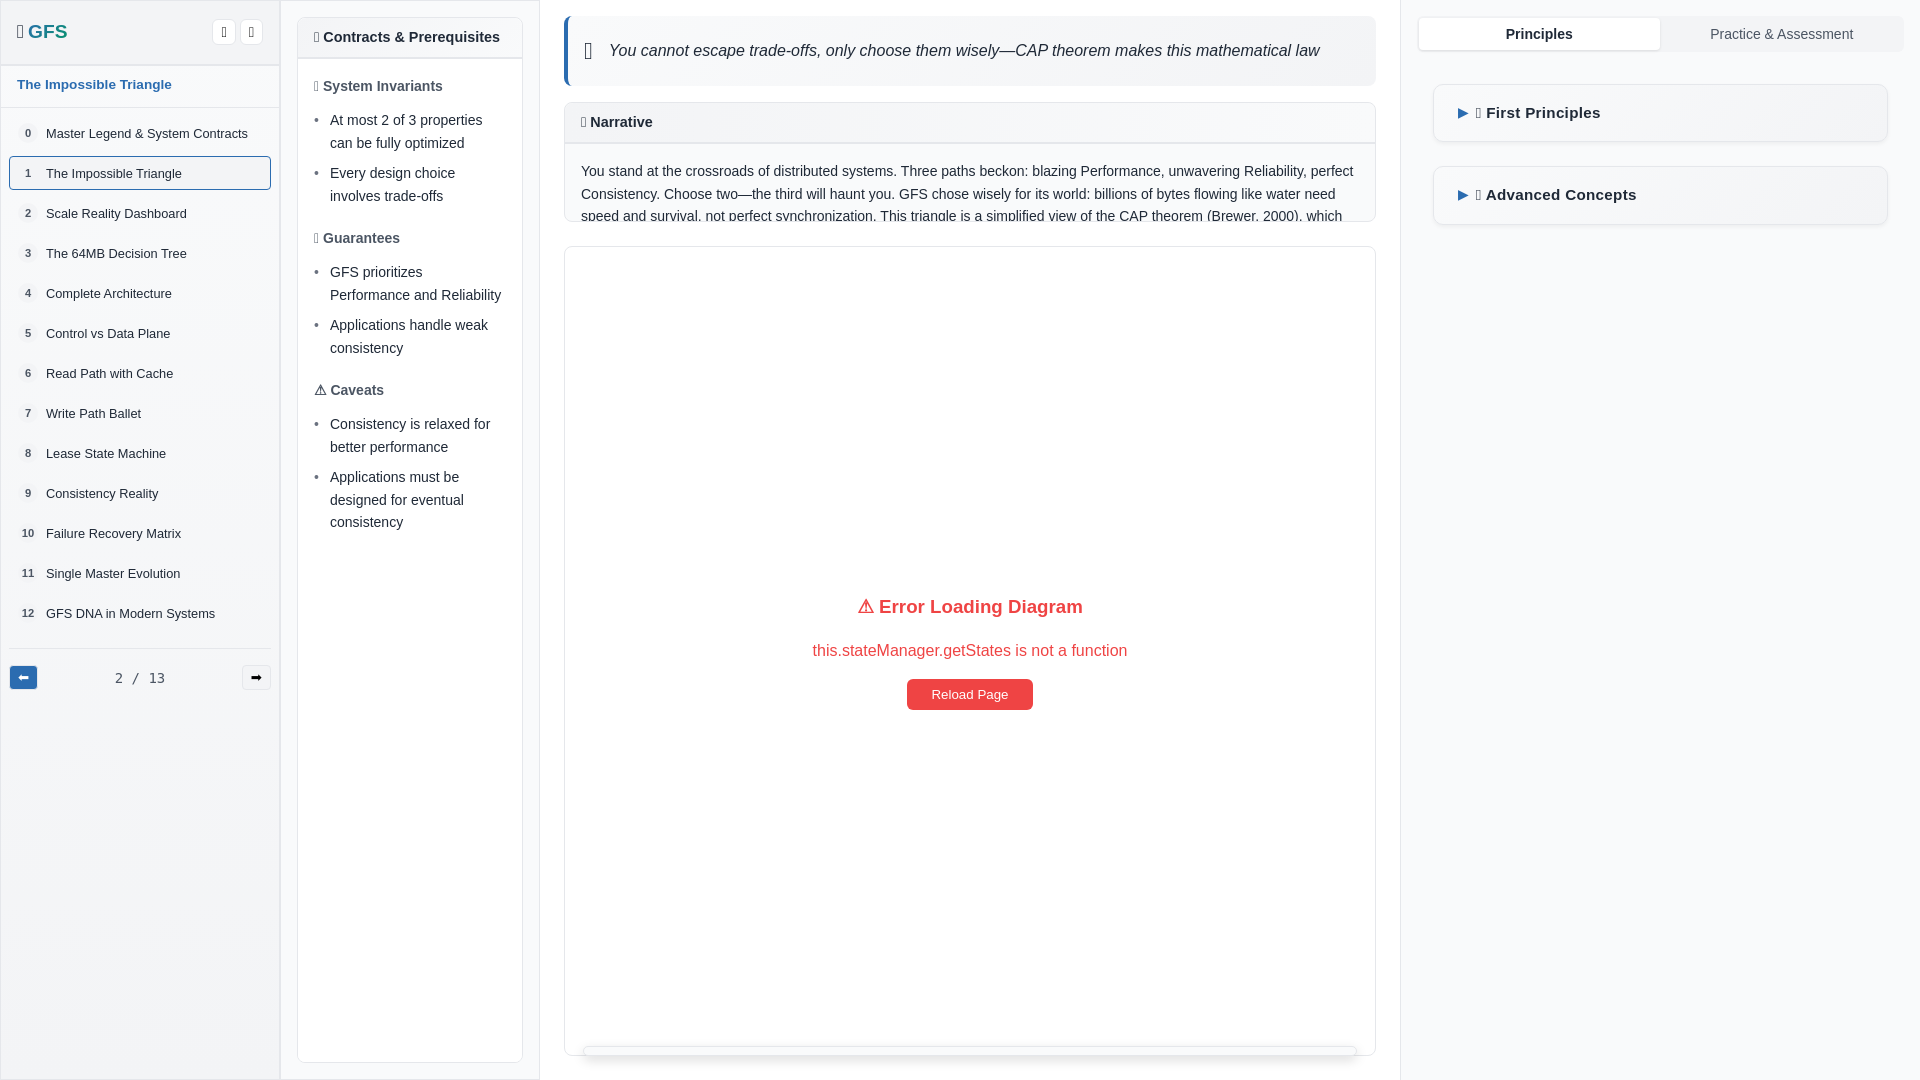 GFS
The Impossible Triangle
0 Master Legend & System Contracts
1 The Impossible Triangle
2 Scale Reality Dashboard
3 The 64MB Decision Tree
4 Complete Architecture
5 Control vs Data Plane
6 Read Path with Cache
7 Write Path Ballet
8 Lease State Machine
9 Consistency Reality
10 Failure Recovery Matrix
11 Single Master Evolution
12 GFS DNA in Modern Systems
⬅ 2 / 13 ➡
Contracts & Prerequisites
System Invariants
• At most 2 of 3 properties
can be fully optimized
• Every design choice
involves trade-offs
Guarantees
• GFS prioritizes
Performance and Reliability
• Applications handle weak
consistency
⚠ Caveats
• Consistency is relaxed for
better performance
• Applications must be
designed for eventual
consistency
You cannot escape trade-offs, only choose them wisely—CAP theorem makes this mathematical law
Narrative
You stand at the crossroads of distributed systems. Three paths beckon: blazing Performance, unwavering Reliability, perfect
Consistency. Choose two—the third will haunt you. GFS chose wisely for its world: billions of bytes flowing like water need
speed and survival, not perfect synchronization. This triangle is a simplified view of the CAP theorem (Brewer, 2000), which
⚠ Error Loading Diagram
this.stateManager.getStates is not a function
Reload Page
Principles
Practice & Assessment
▶ First Principles
▶ Advanced Concepts